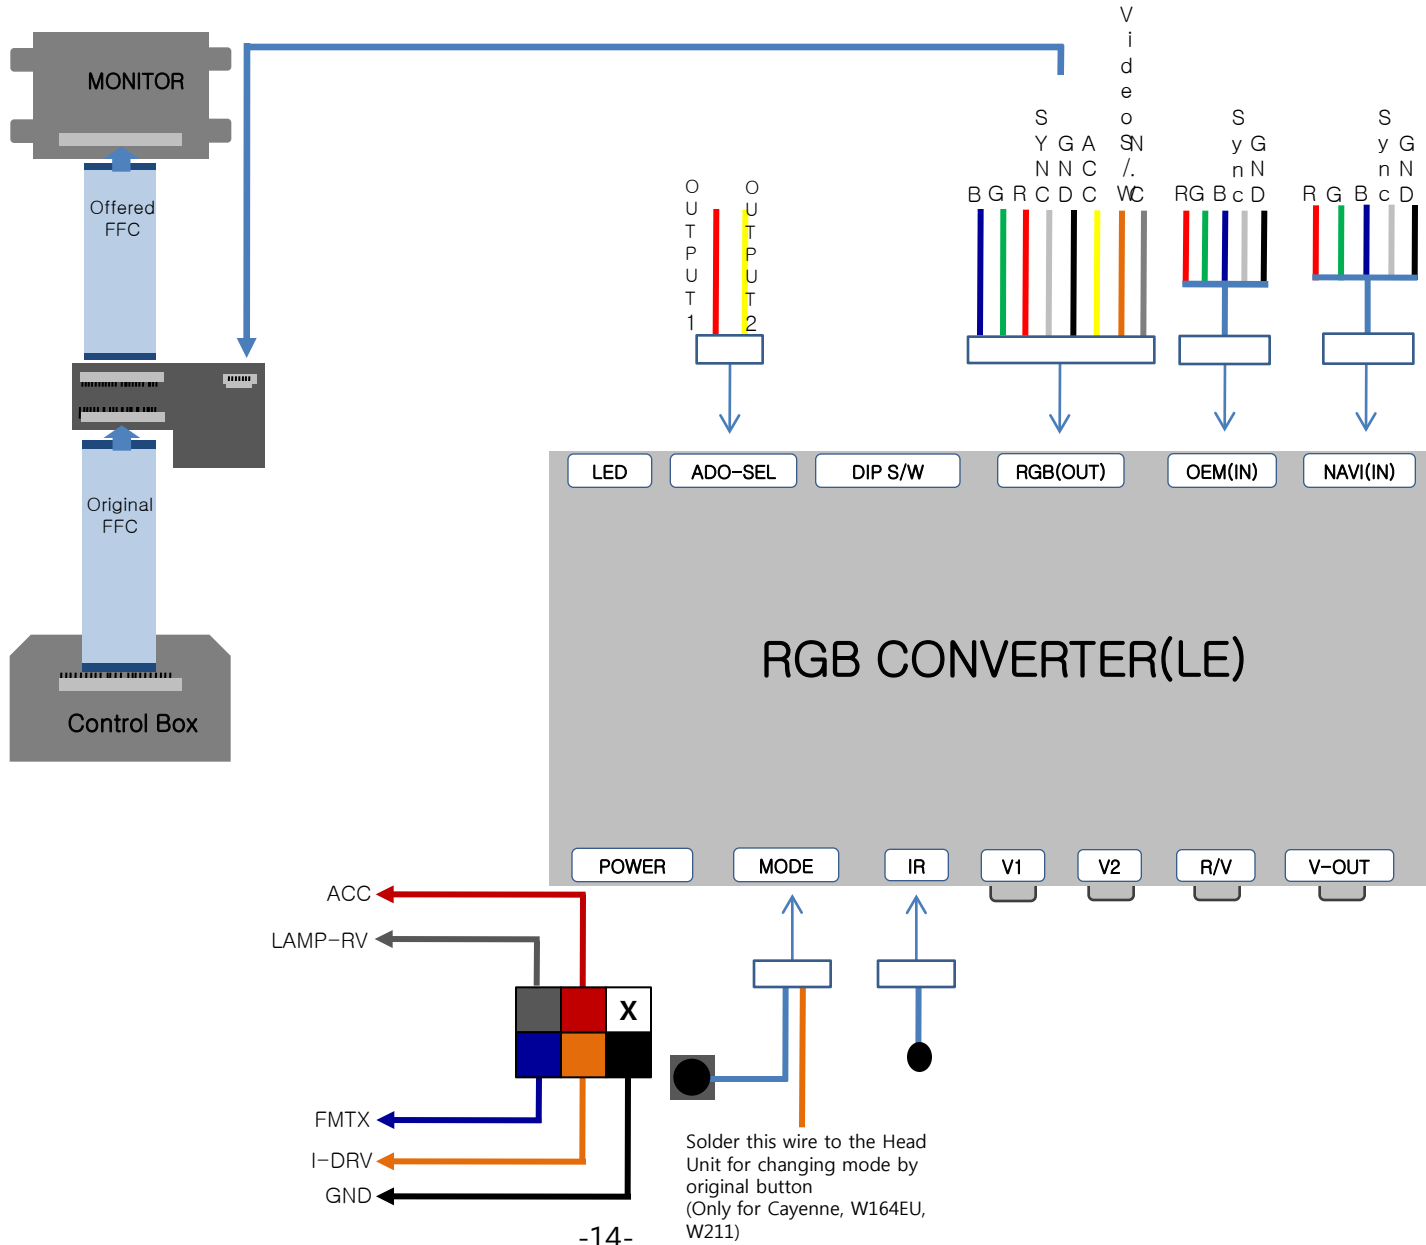 MONITOR
Offered
FFC
Original
FFC
Control Box
OUTPUT1
OUTPUT2
B
G
R
SYNC
GND
ACC
Video S/W
N.C
R
G
B
Sync
GND
R
G
B
Sync
GND
LED
ADO-SEL
DIP S/W
RGB(OUT)
OEM(IN)
NAVI(IN)
RGB CONVERTER(LE)
POWER
MODE
IR
V1
V2
R/V
V-OUT
ACC
LAMP-RV
X
FMTX
I-DRV
GND
Solder this wire to the Head
Unit for changing mode by
original button
(Only for Cayenne, W164EU,
W211)
-14-